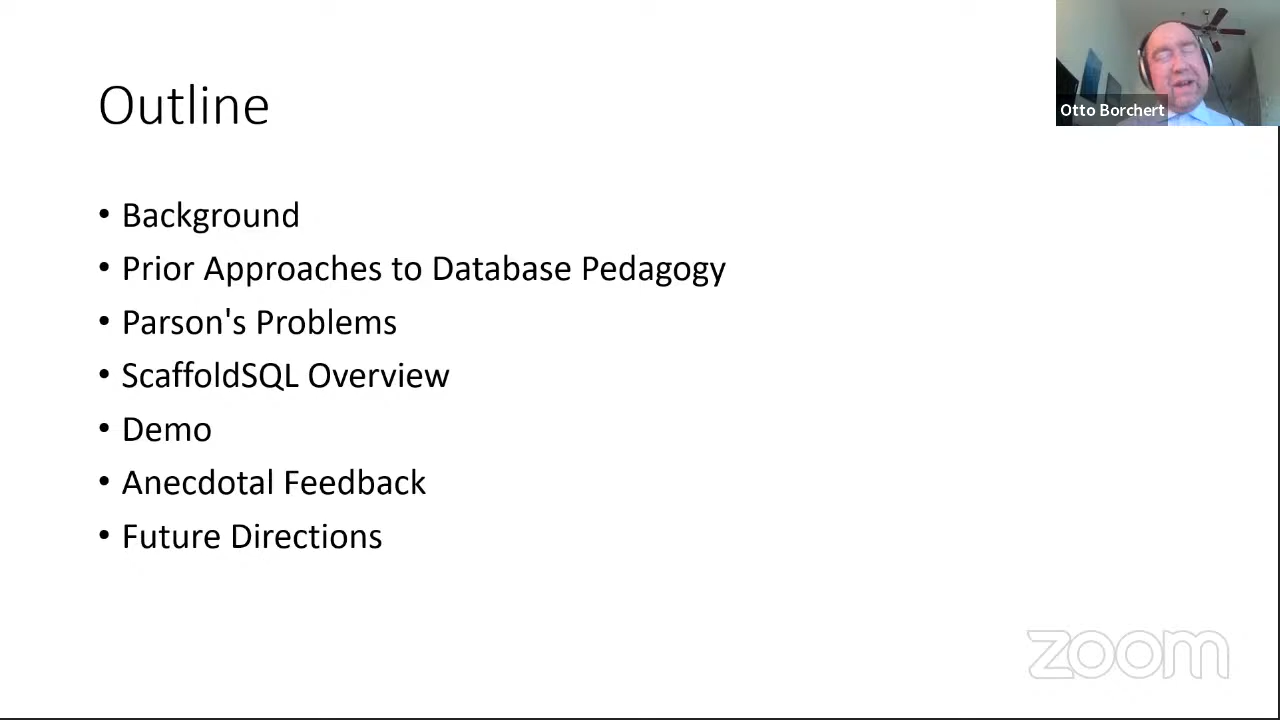 Outline
Otto Borchert
• Background
• Prior Approaches to Database Pedagogy
• Parson's Problems
• ScaffoldSQL Overview
• Demo
• Anecdotal Feedback
• Future Directions
zoom